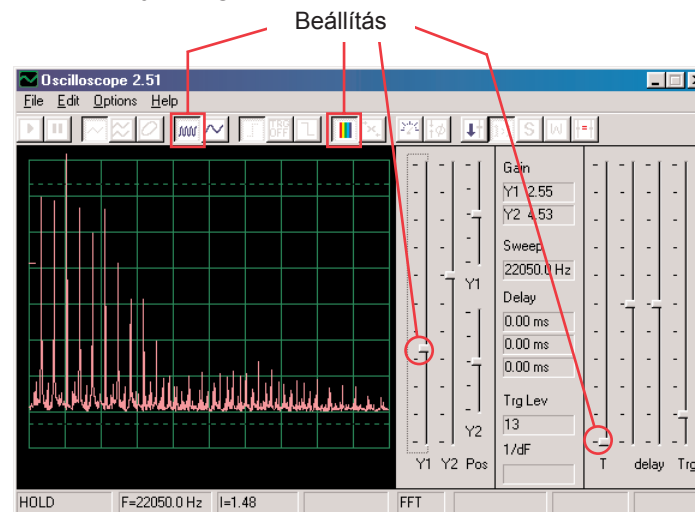 Beállítás
Oscilloscope 2.51
File Edit Options Help
TRG OFF
S
Gain
Y1 2.55
Y2 4.53
Sweep
22050.0 Hz
Delay
0.00 ms
0.00 ms
0.00 ms
Trg Lev
13
1/dF
Y1
Y2
Y1 Y2 Pos
T delay Trg
HOLD F=22050.0 Hz I=1.48 FFT